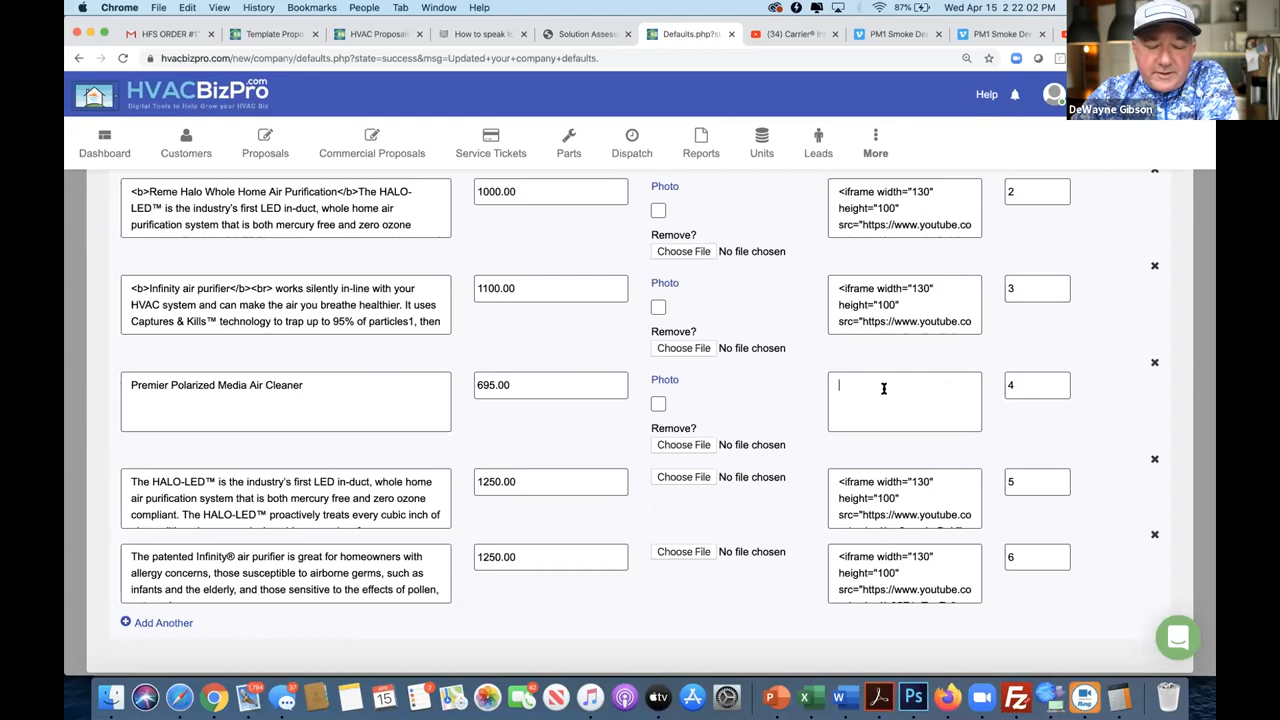 Chrome File Edit View History Bookmarks People Tab Window Help 87% Wed Apr 15 2 22 02 PM
HFS ORDER #1 Template Propo HVAC Proposals How to speak to Solution Assess Defaults.php?st (34) Carrier® In PM1 Smoke De PM1 Smoke De
hvacbizpro.com/new/company/defaults.php?state=success&msg=Updated+your+company+defaults.
HVACBizPro.com
Digital Tools to Help Grow your HVAC Biz
Help
DeWayne Gibson
Dashboard Customers Proposals Commercial Proposals Service Tickets Parts Dispatch Reports Units Leads More
<b>Reme Halo Whole Home Air Purification</b>The HALO-
LED™ is the industry's first LED in-duct, whole home air
purification system that is both mercury free and zero ozone
1000.00
Photo
Remove?
Choose File No file chosen
<iframe width="130"
height="100"
src="https://www.youtube.co
2
<b>Infinity air purifier</b><br> works silently in-line with your
HVAC system and can make the air you breathe healthier. It uses
Captures & Kills™ technology to trap up to 95% of particles1, then
1100.00
Photo
Remove?
Choose File No file chosen
<iframe width="130"
height="100"
src="https://www.youtube.co
3
Premier Polarized Media Air Cleaner
695.00
Photo
Remove?
Choose File No file chosen
4
The HALO-LED™ is the industry's first LED in-duct, whole home
air purification system that is both mercury free and zero ozone
compliant. The HALO-LED™ proactively treats every cubic inch of
1250.00
Choose File No file chosen
<iframe width="130"
height="100"
src="https://www.youtube.co
5
The patented Infinity® air purifier is great for homeowners with
allergy concerns, those susceptible to airborne germs, such as
infants and the elderly, and those sensitive to the effects of pollen,
1250.00
Choose File No file chosen
<iframe width="130"
height="100"
src="https://www.youtube.co
6
Add Another